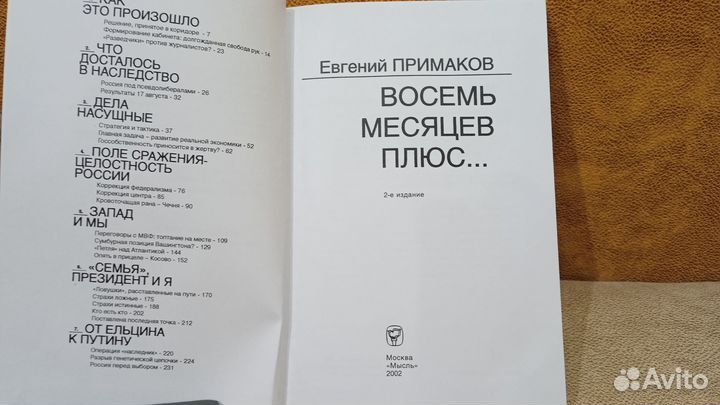 КАК
ЭТО ПРОИЗОШЛО
Решение, принятое в коридоре - 7
Формирование кабинета: долгожданная свобода рук - 14
«Разведчики» против журналистов? - 23
2. ЧТО
ДОСТАЛОСЬ
В НАСЛЕДСТВО
Россия под псевдолибералами - 26
Результаты 17 августа - 32
3. ДЕЛА
НАСУЩНЫЕ
Стратегия и тактика - 37
Главная задача – развитие реальной экономики - 52
Госсобственность приносится в жертву? - 62
4. ПОЛЕ СРАЖЕНИЯ-
ЦЕЛОСТНОСТЬ
РОССИИ
Коррекция федерализма - 76
Коррекция центра - 85
Кровоточащая рана – Чечня - 90
5. ЗАПАД
И МЫ
Переговоры с МВФ: топтание на месте - 109
Сумбурная позиция Вашингтона? - 129
«Петля» над Атлантикой - 144
Опять в прицеле – Косово - 152
6. «СЕМЬЯ»,
ПРЕЗИДЕНТ И Я
«Ловушки», расставленные на пути - 170
Страхи ложные - 175
Страхи истинные - 188
Кто есть кто - 202
Поставлена последняя точка - 212
7. ОТ ЕЛЬЦИНА
К ПУТИНУ
Операция «наследник» - 220
Разрыв генетической цепочки - 224
Россия перед выбором - 231
Евгений ПРИМАКОВ
ВОСЕМЬ
МЕСЯЦЕВ
ПЛЮС...
2-е издание
Москва
«Мысль»
2002
Avito